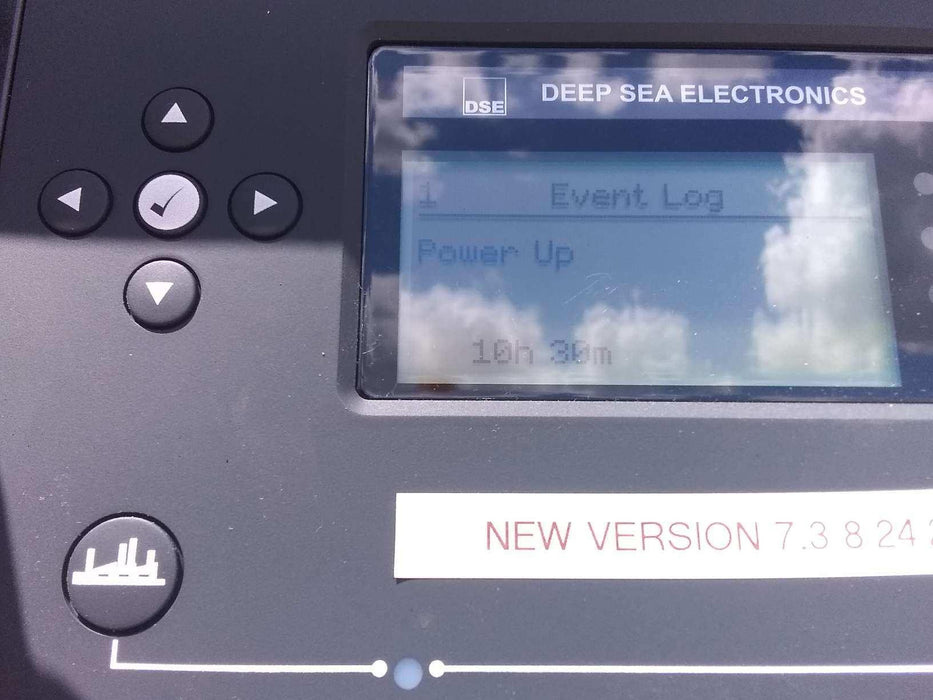 DSE DEEP SEA ELECTRONICS
1 Event Log
Power Up
10h 30m
NEW VERSION 7.3 8 24